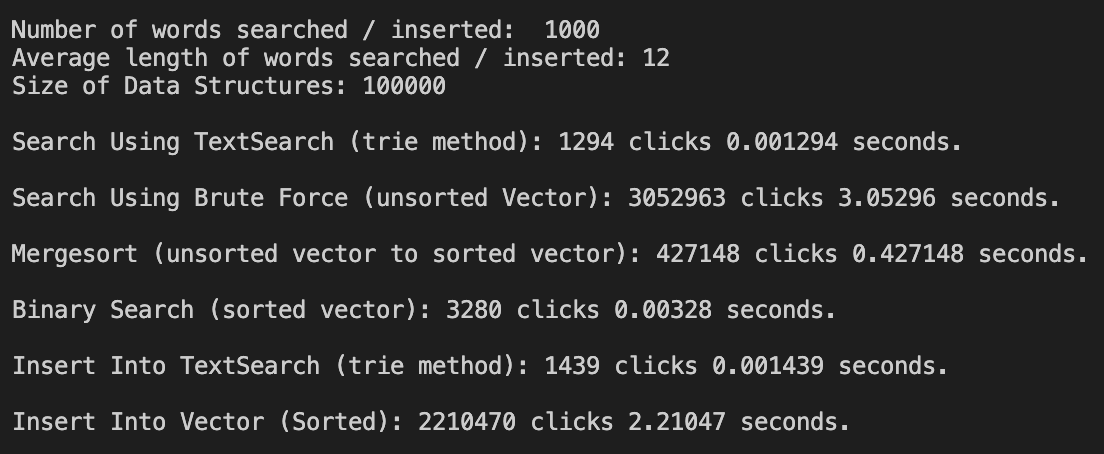 Number of words searched / inserted:  1000
Average length of words searched / inserted: 12
Size of Data Structures: 100000
Search Using TextSearch (trie method): 1294 clicks 0.001294 seconds.
Search Using Brute Force (unsorted Vector): 3052963 clicks 3.05296 seconds.
Mergesort (unsorted vector to sorted vector): 427148 clicks 0.427148 seconds.
Binary Search (sorted vector): 3280 clicks 0.00328 seconds.
Insert Into TextSearch (trie method): 1439 clicks 0.001439 seconds.
Insert Into Vector (Sorted): 2210470 clicks 2.21047 seconds.